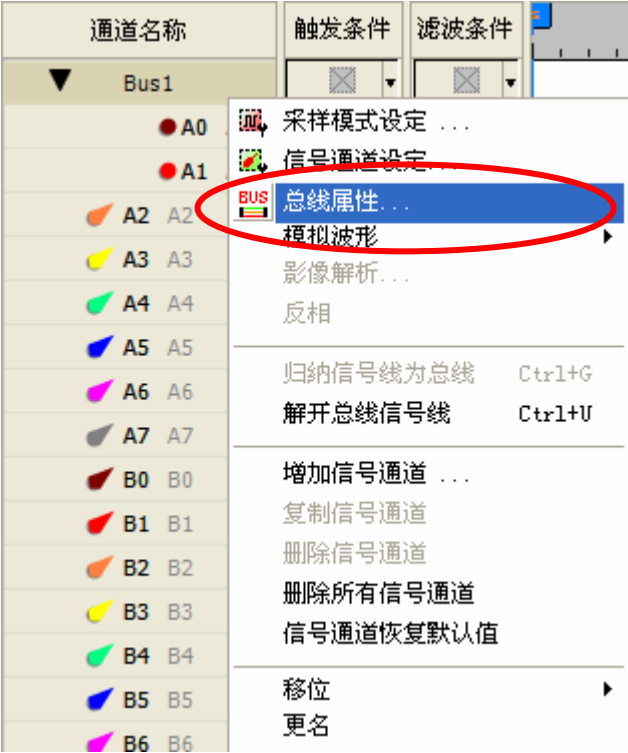 通道名称 触发条件 滤波条件
Bus1
A0
A1
A2 A2
A3 A3
A4 A4
A5 A5
A6 A6
A7 A7
B0 B0
B1 B1
B2 B2
B3 B3
B4 B4
B5 B5
B6 B6
采样模式设定 ...
信号通道设定...
BUS 总线属性...
模拟波形
影像解析...
反相
归纳信号线为总线 Ctrl+G
解开总线信号线 Ctrl+U
增加信号通道 ...
复制信号通道
删除信号通道
删除所有信号通道
信号通道恢复默认值
移位
更名